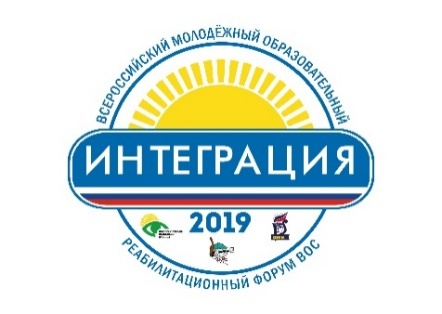 ВСЕРОССИЙСКИЙ МОЛОДЁЖНЫЙ ОБРАЗОВАТЕЛЬНЫЙ
ИНТЕГРАЦИЯ
2019
РЕАБИЛИТАЦИОННЫЙ ФОРУМ ВОС